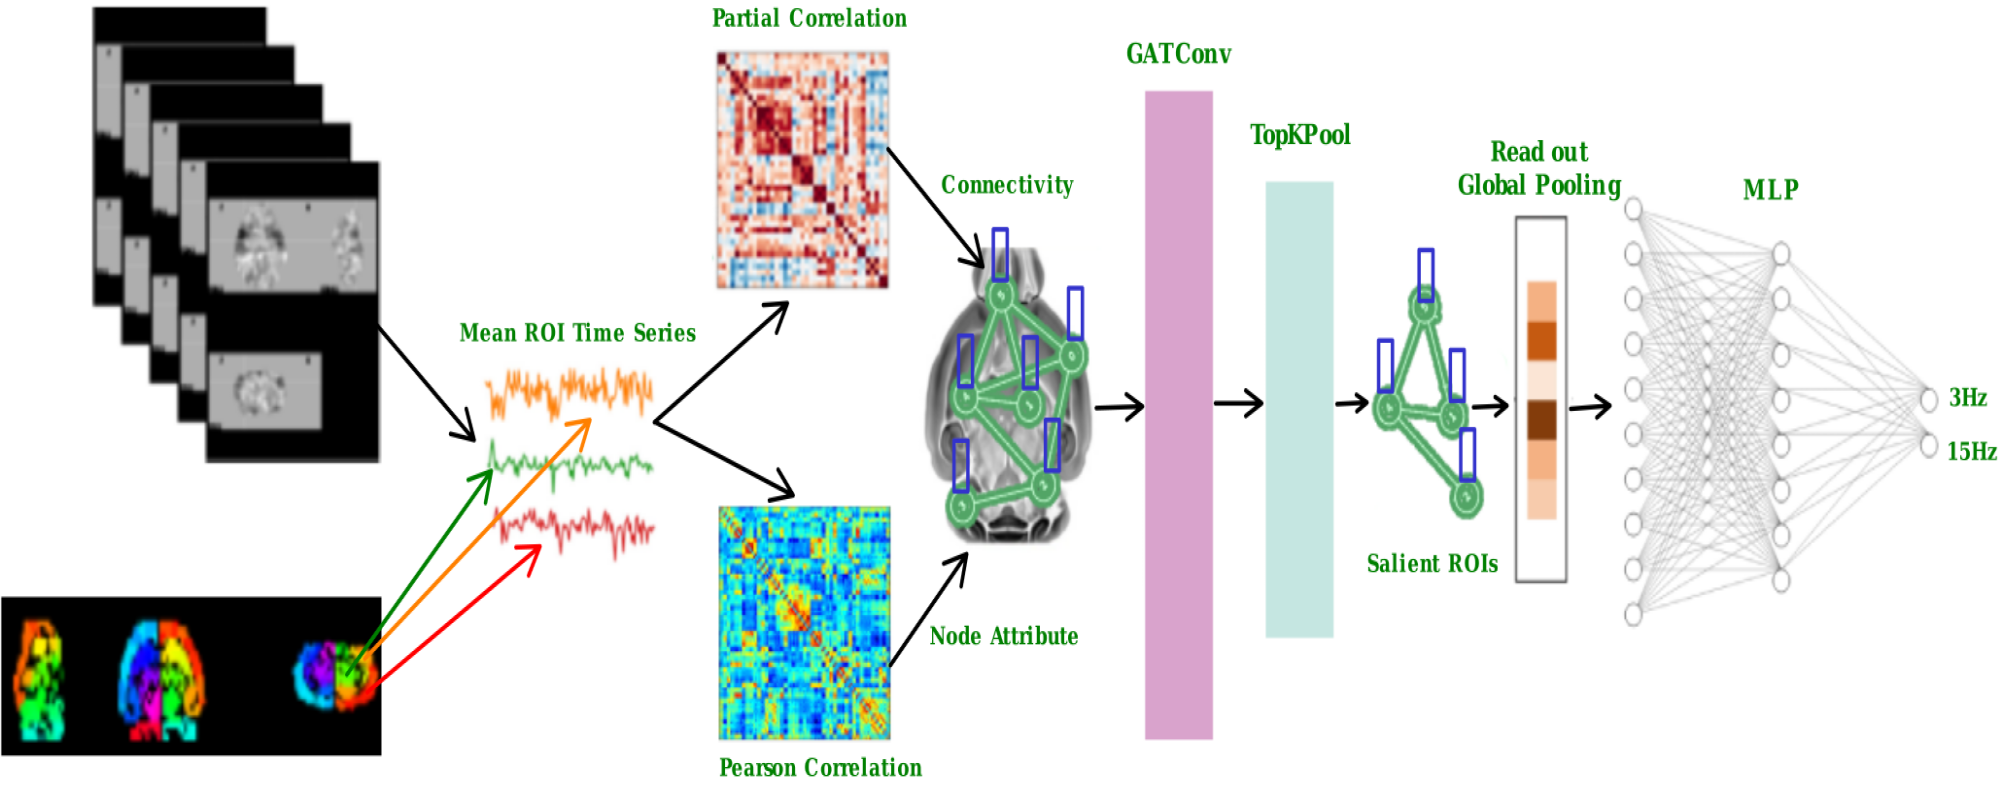 Partial Correlation
GATConv
TopKPool
Read out
Global Pooling
MLP
Connectivity
Mean ROI Time Series
3Hz
15Hz
Salient ROIs
Node Attribute
Pearson Correlation